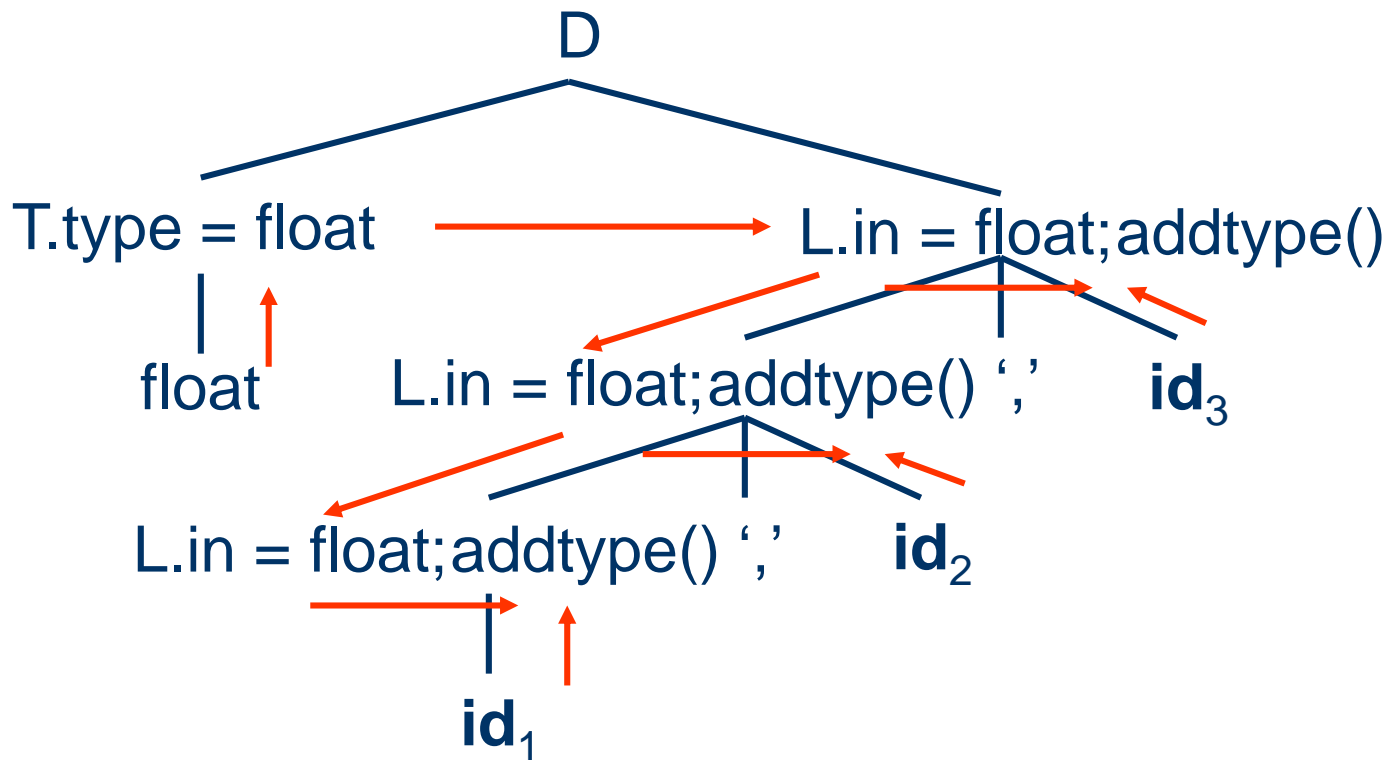 D
T.type = float L.in = float;addtype()
float L.in = float;addtype() ‘,’ id₃
L.in = float;addtype() ‘,’ id₂
id₁